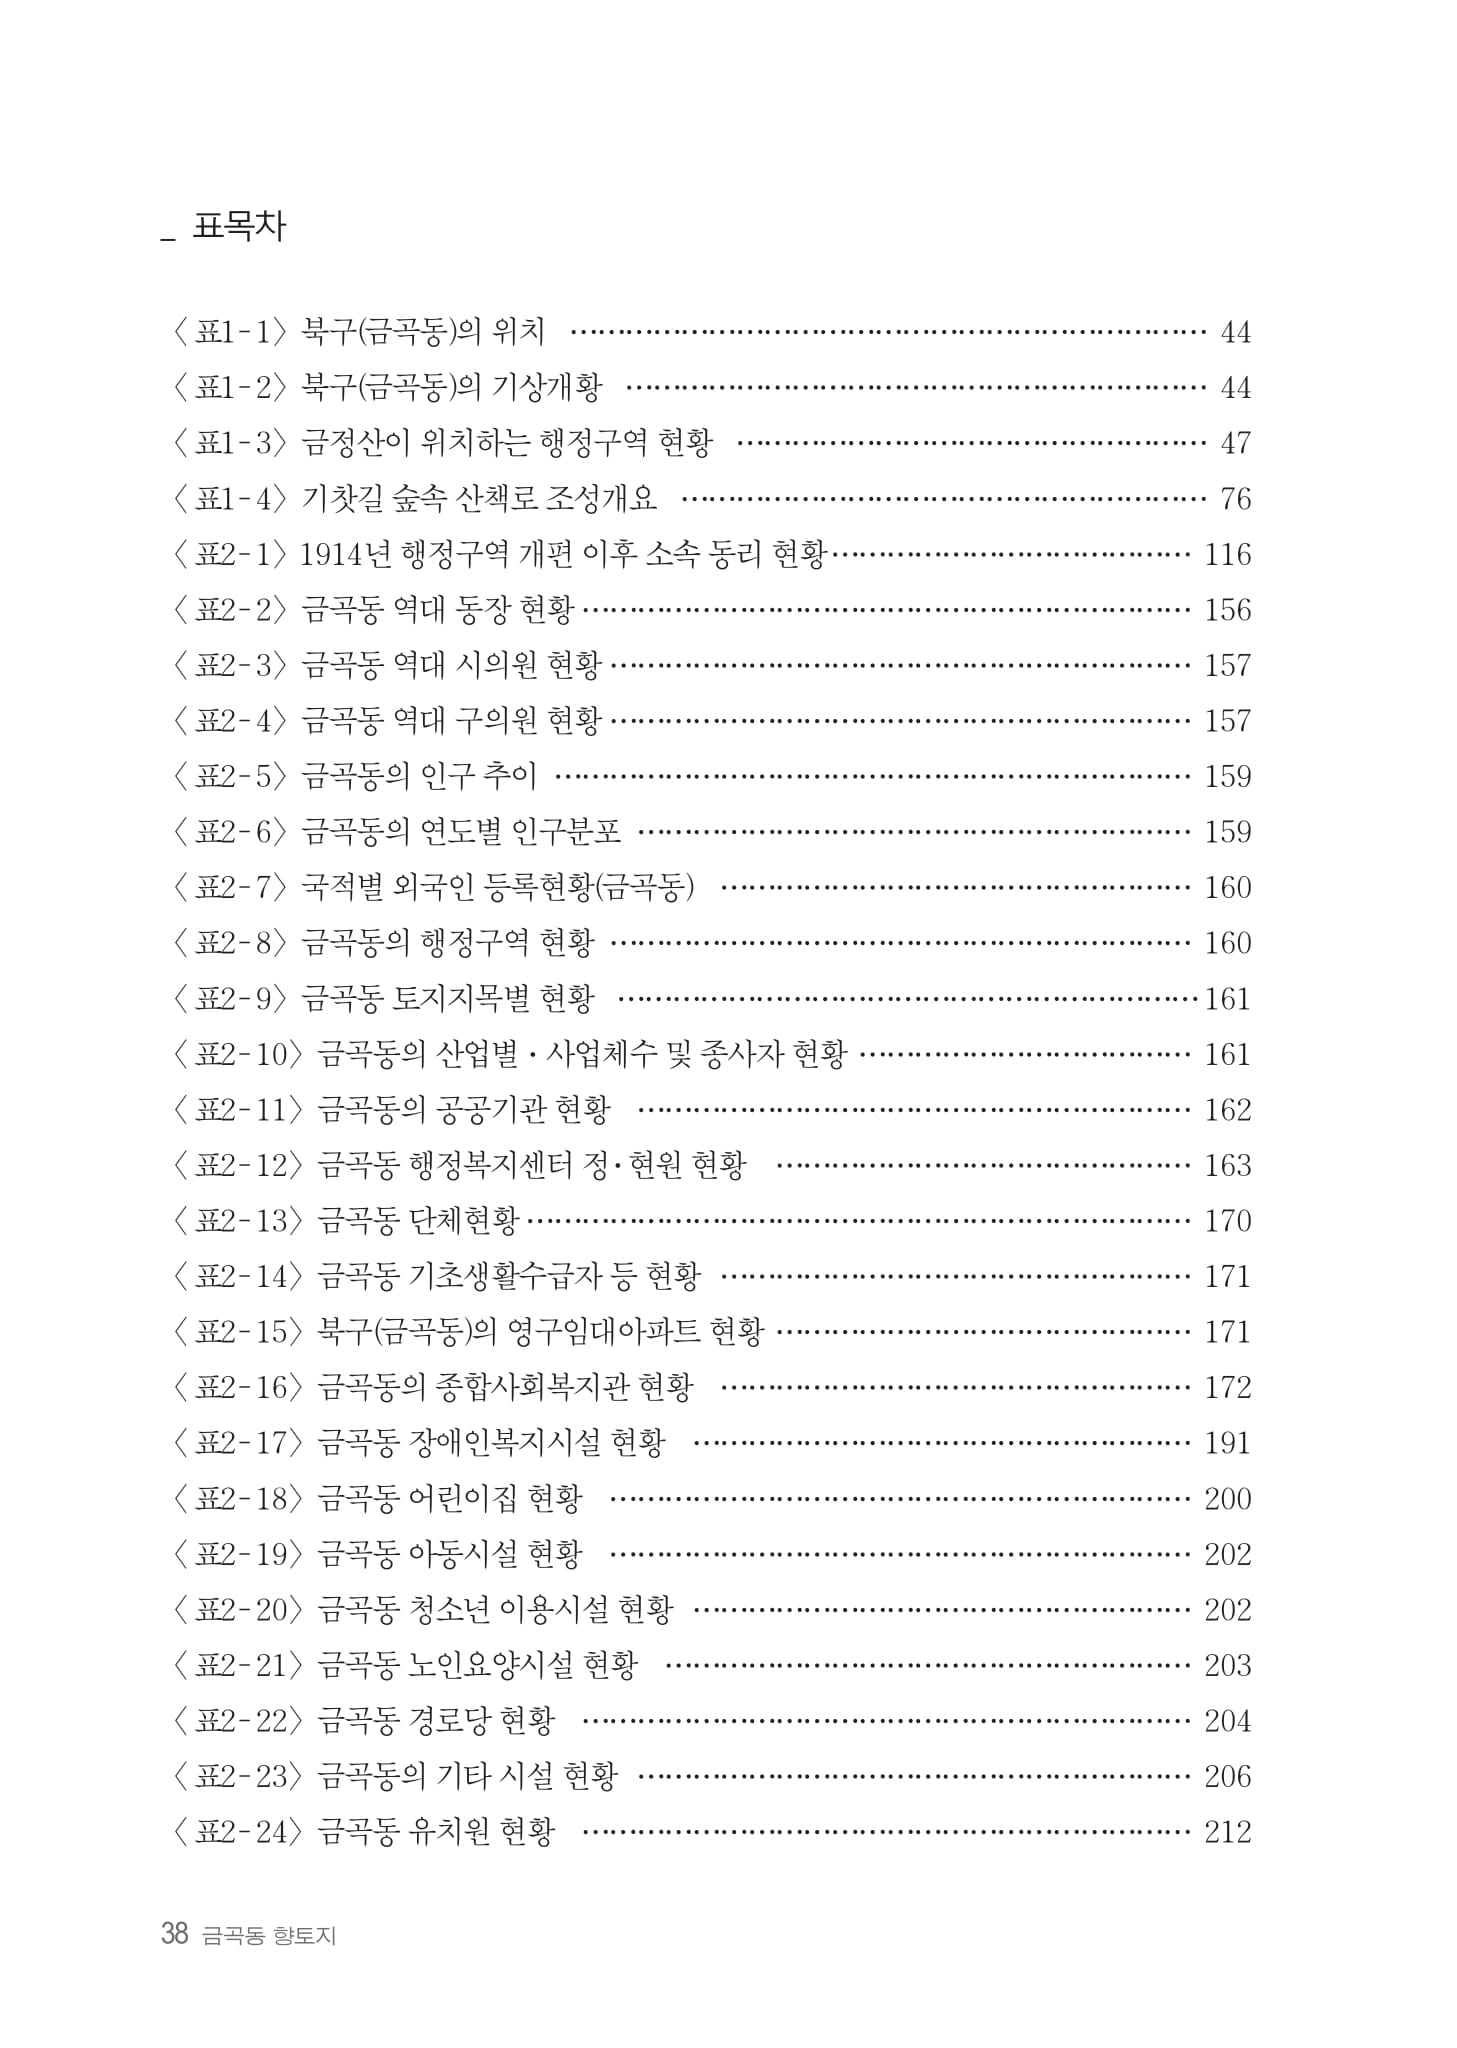 _ 표목차
〈 표1-1〉 북구(금곡동)의 위치 ······························ 44
〈 표1-2〉 북구(금곡동)의 기상개황 ······························ 44
〈 표1-3〉 금정산이 위치하는 행정구역 현황 ······························ 47
〈 표1-4〉 기찻길 숲속 산책로 조성개요 ······························ 76
〈 표2-1〉 1914년 행정구역 개편 이후 소속 동리 현황 ······························ 116
〈 표2-2〉 금곡동 역대 동장 현황 ······························ 156
〈 표2-3〉 금곡동 역대 시의원 현황 ······························ 157
〈 표2-4〉 금곡동 역대 구의원 현황 ······························ 157
〈 표2-5〉 금곡동의 인구 추이 ······························ 159
〈 표2-6〉 금곡동의 연도별 인구분포 ······························ 159
〈 표2-7〉 국적별 외국인 등록현황(금곡동) ······························ 160
〈 표2-8〉 금곡동의 행정구역 현황 ······························ 160
〈 표2-9〉 금곡동 토지지목별 현황 ······························ 161
〈 표2-10〉 금곡동의 산업별 · 사업체수 및 종사자 현황 ······························ 161
〈 표2-11〉 금곡동의 공공기관 현황 ······························ 162
〈 표2-12〉 금곡동 행정복지센터 정·현원 현황 ······························ 163
〈 표2-13〉 금곡동 단체현황 ······························ 170
〈 표2-14〉 금곡동 기초생활수급자 등 현황 ······························ 171
〈 표2-15〉 북구(금곡동)의 영구임대아파트 현황 ······························ 171
〈 표2-16〉 금곡동의 종합사회복지관 현황 ······························ 172
〈 표2-17〉 금곡동 장애인복지시설 현황 ······························ 191
〈 표2-18〉 금곡동 어린이집 현황 ······························ 200
〈 표2-19〉 금곡동 아동시설 현황 ······························ 202
〈 표2-20〉 금곡동 청소년 이용시설 현황 ······························ 202
〈 표2-21〉 금곡동 노인요양시설 현황 ······························ 203
〈 표2-22〉 금곡동 경로당 현황 ······························ 204
〈 표2-23〉 금곡동의 기타 시설 현황 ······························ 206
〈 표2-24〉 금곡동 유치원 현황 ······························ 212
38 금곡동 향토지